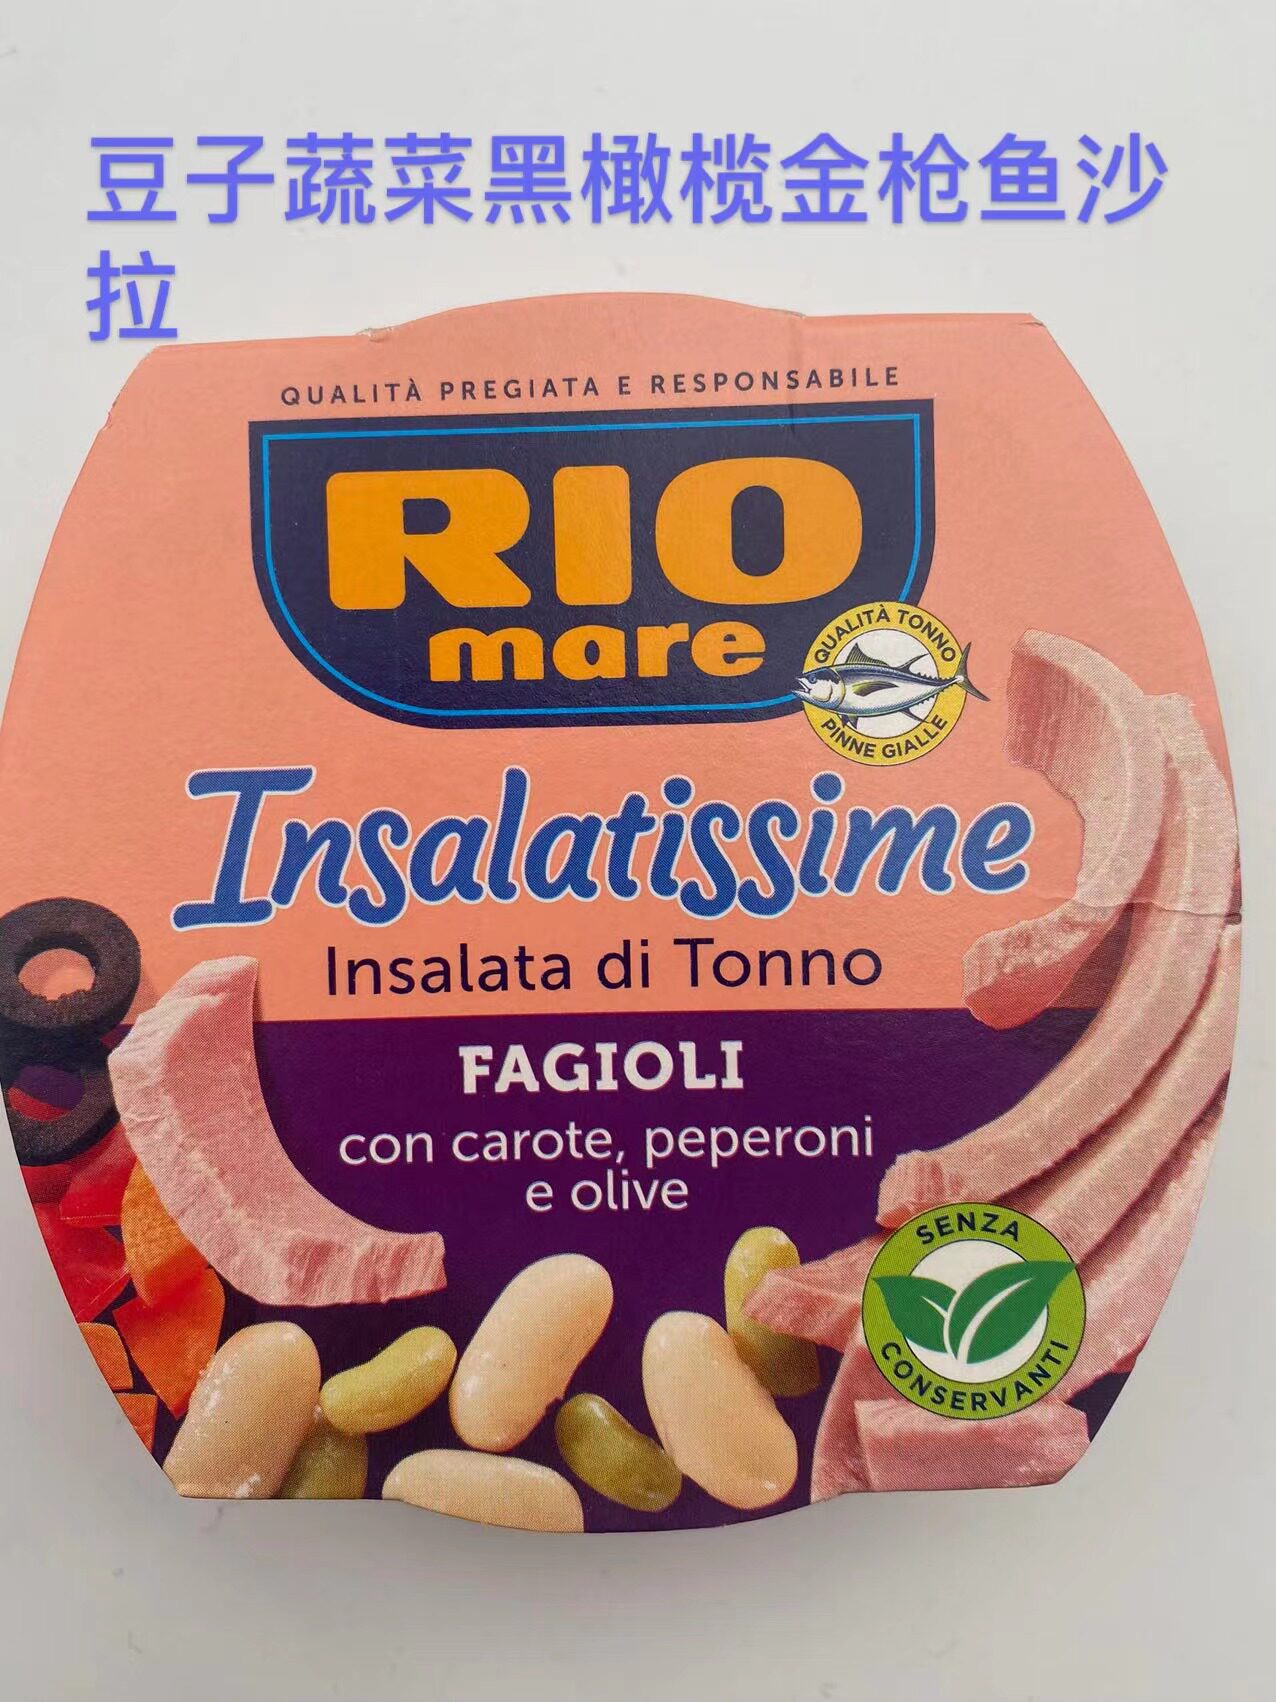 豆子蔬菜黑橄榄金枪鱼沙
拉
QUALITÀ PREGIATA E RESPONSABILE
RIO
mare
QUALITÀ TONNO
PINNE GIALLE
Insalatissime
Insalata di Tonno
FAGIOLI
con carote, peperoni
e olive
SENZA
CONSERVANTI